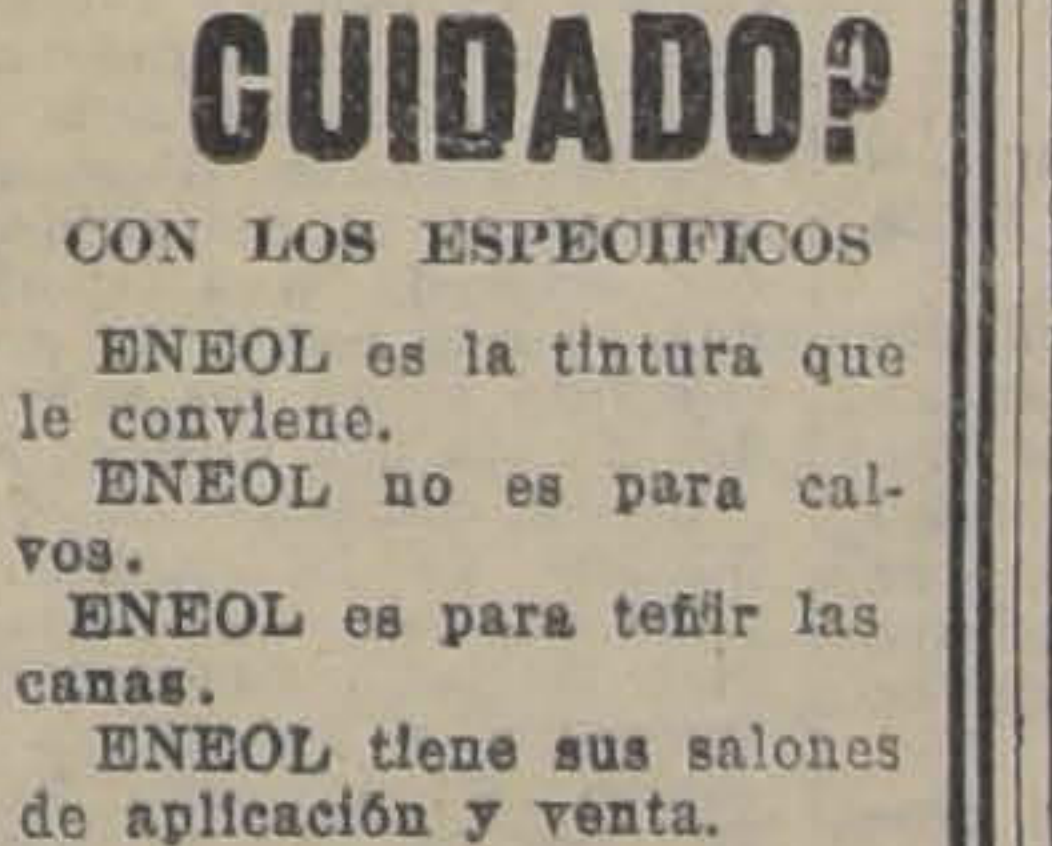 CUIDADO?
CON LOS ESPECIFICOS
ENEOL es la tintura que
le conviene.
ENEOL no es para cal-
vos.
ENEOL es para teñir las
canas.
ENEOL tiene sus salones
de aplicación y venta.